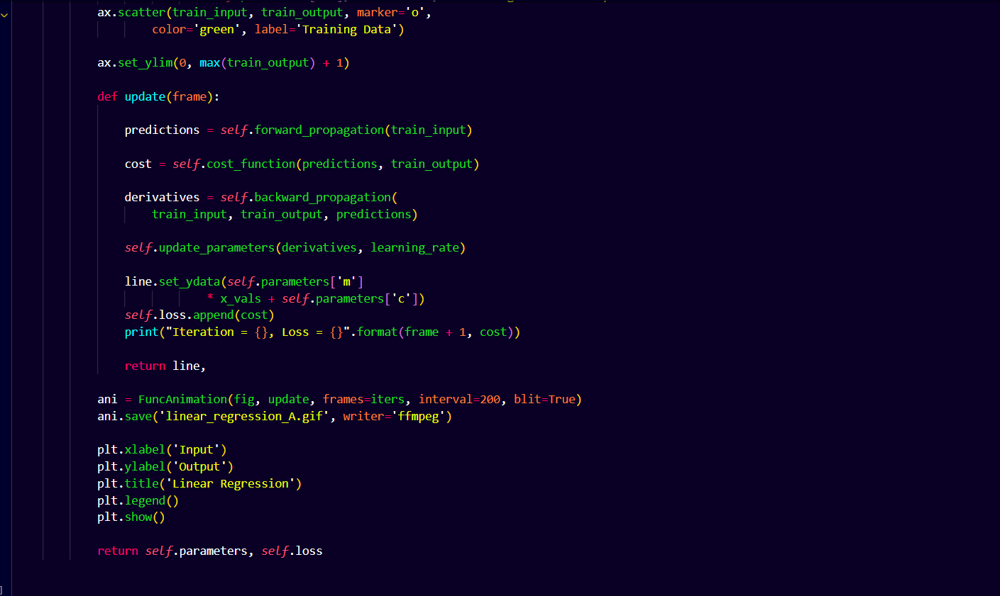 ax.scatter(train_input, train_output, marker='o',
color='green', label='Training Data')
ax.set_ylim(0, max(train_output) + 1)
def update(frame):
predictions = self.forward_propagation(train_input)
cost = self.cost_function(predictions, train_output)
derivatives = self.backward_propagation(
train_input, train_output, predictions)
self.update_parameters(derivatives, learning_rate)
line.set_ydata(self.parameters['m']
* x_vals + self.parameters['c'])
self.loss.append(cost)
print("Iteration = {}, Loss = {}".format(frame + 1, cost))
return line,
ani = FuncAnimation(fig, update, frames=iters, interval=200, blit=True)
ani.save('linear_regression_A.gif', writer='ffmpeg')
plt.xlabel('Input')
plt.ylabel('Output')
plt.title('Linear Regression')
plt.legend()
plt.show()
return self.parameters, self.loss
]